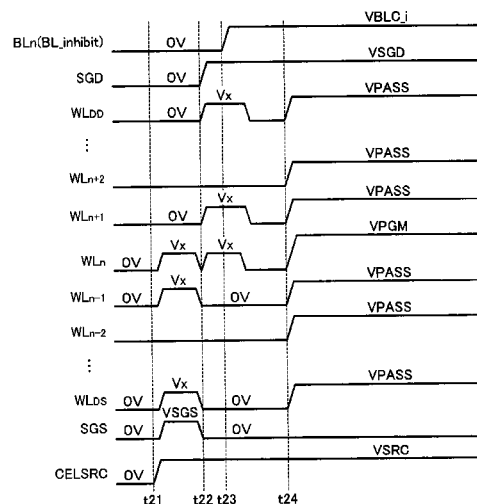 BLn(BL_inhibit) 0V VBLC_i
SGD 0V VSGD
WLDD 0V Vx VPASS
⋮
WLn+2 VPASS
WLn+1 0V Vx VPASS
WLn 0V Vx Vx VPGM
WLn-1 0V Vx 0V VPASS
WLn-2 VPASS
⋮
WLDS 0V Vx 0V VPASS
SGS 0V VSGS 0V
CELSRC 0V VSRC
t21 t22 t23 t24